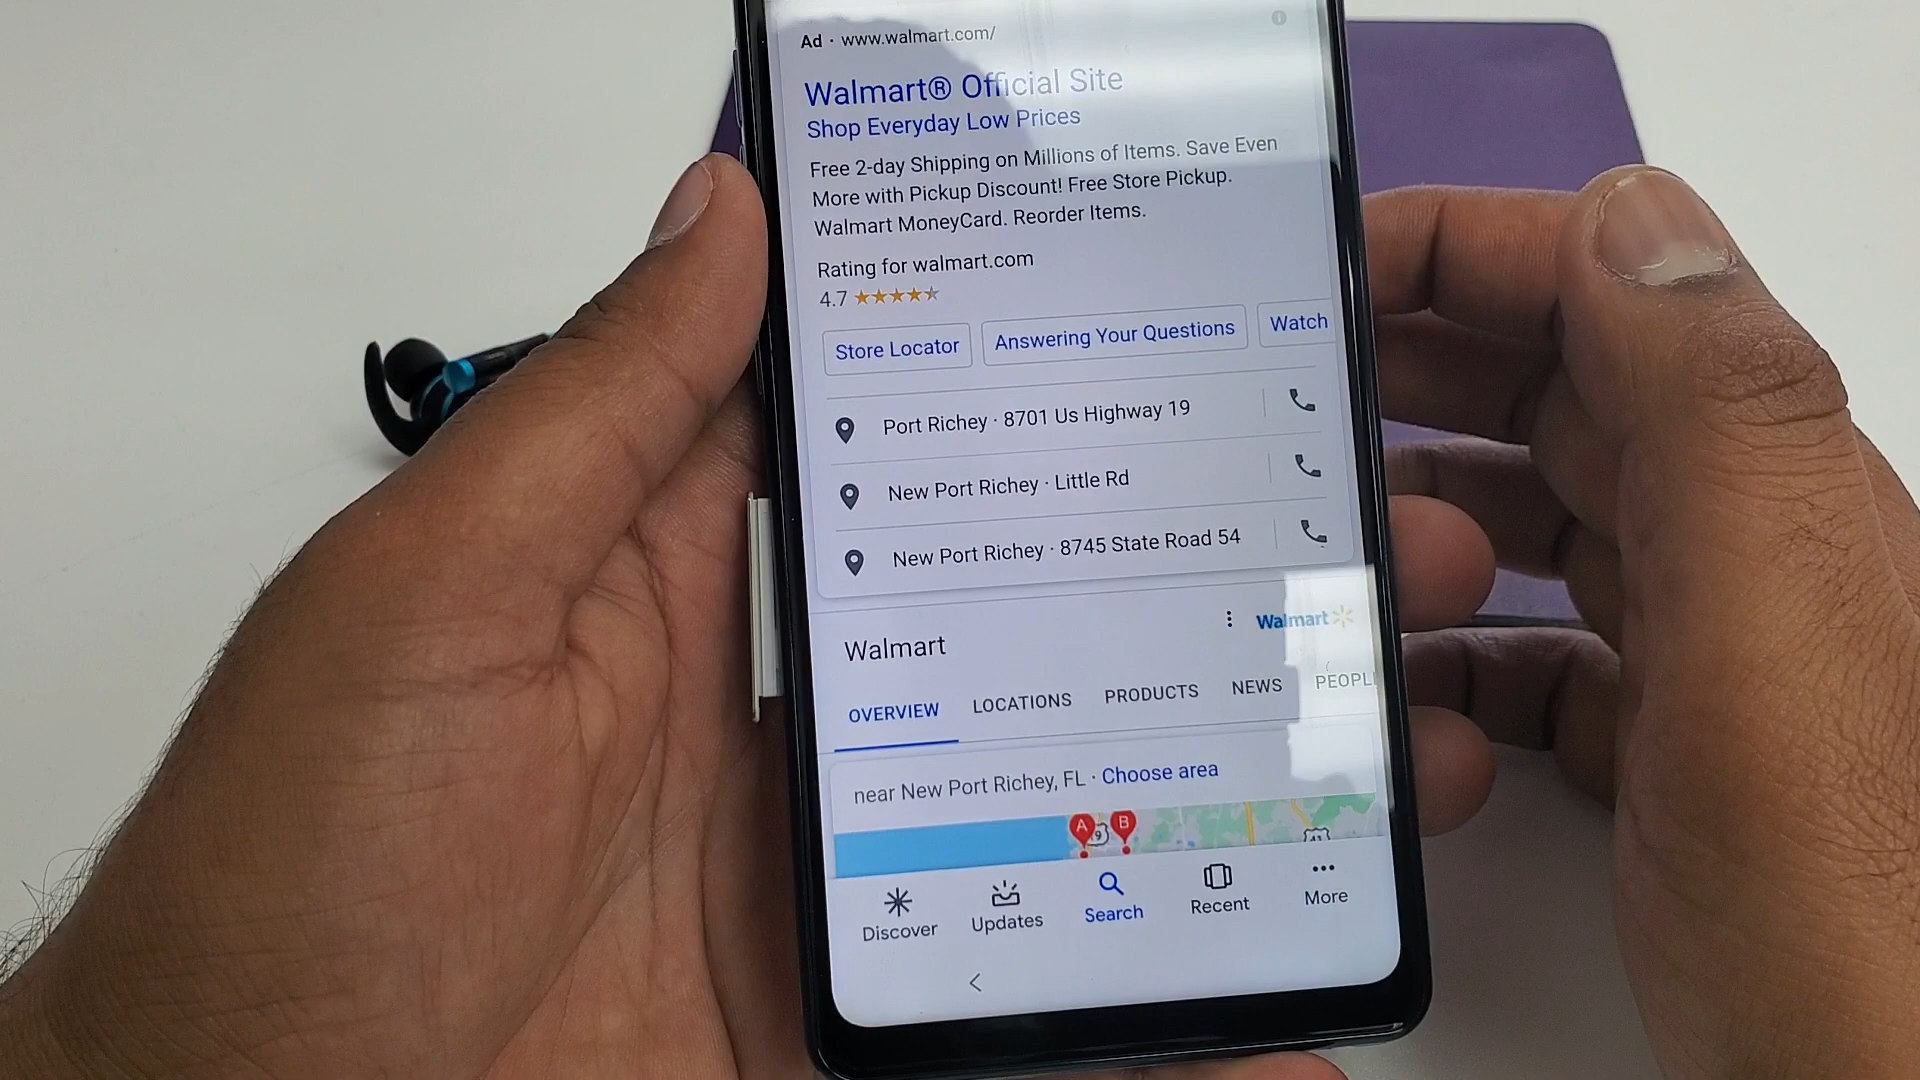 Ad · www.walmart.com/
Walmart® Official Site
Shop Everyday Low Prices
Free 2-day Shipping on Millions of Items. Save Even
More with Pickup Discount! Free Store Pickup.
Walmart MoneyCard. Reorder Items.
Rating for walmart.com
4.7
Store Locator
Answering Your Questions
Watch
Port Richey · 8701 Us Highway 19
New Port Richey · Little Rd
New Port Richey · 8745 State Road 54
Walmart
Walmart
OVERVIEW
LOCATIONS
PRODUCTS
NEWS
PEOPL
near New Port Richey, FL · Choose area
A
B
Discover
Updates
Search
Recent
More